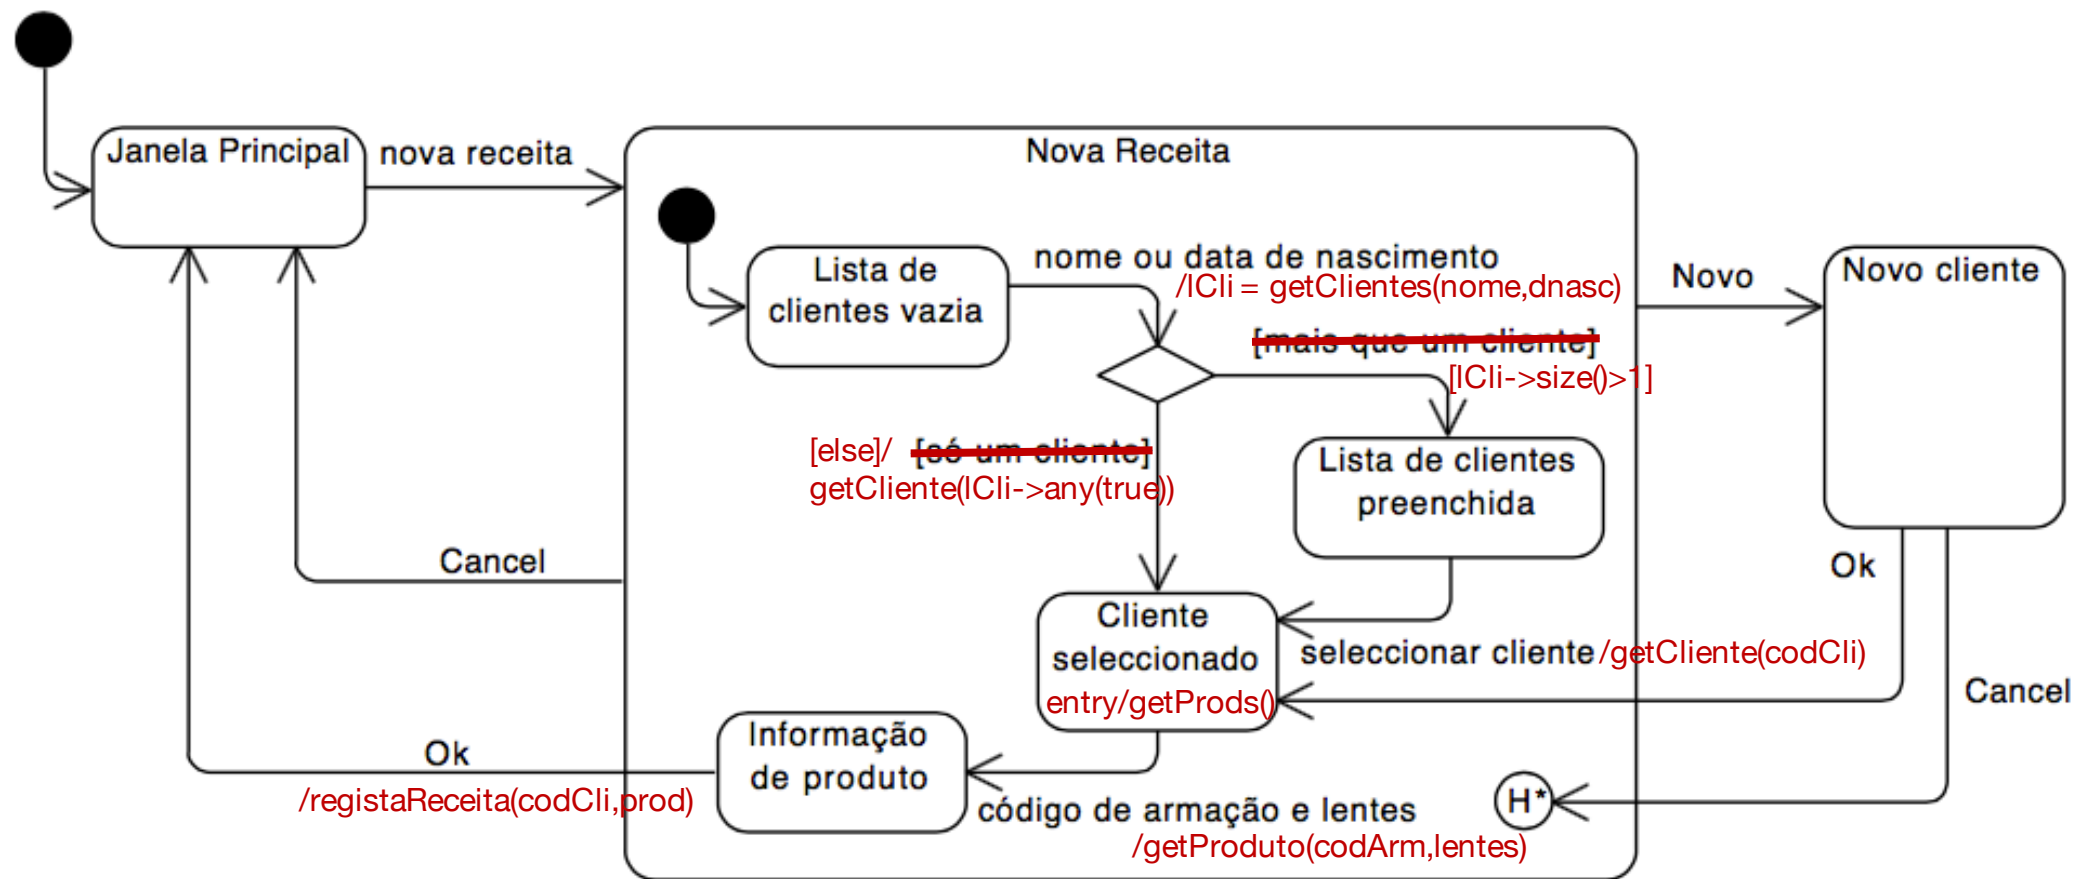 Janela Principal
nova receita
Nova Receita
Lista de
clientes vazia
nome ou data de nascimento
/lCli = getClientes(nome,dnasc)
Novo
Novo cliente
[mais que um cliente]
[lCli->size()>1]
[else]/
[só um cliente]
getCliente(lCli->any(true))
Lista de clientes
preenchida
Cancel
Ok
Cliente
seleccionado
entry/getProds()
seleccionar cliente
/getCliente(codCli)
Cancel
Informação
de produto
Ok
/registaReceita(codCli,prod)
código de armação e lentes
/getProduto(codArm,lentes)
H*